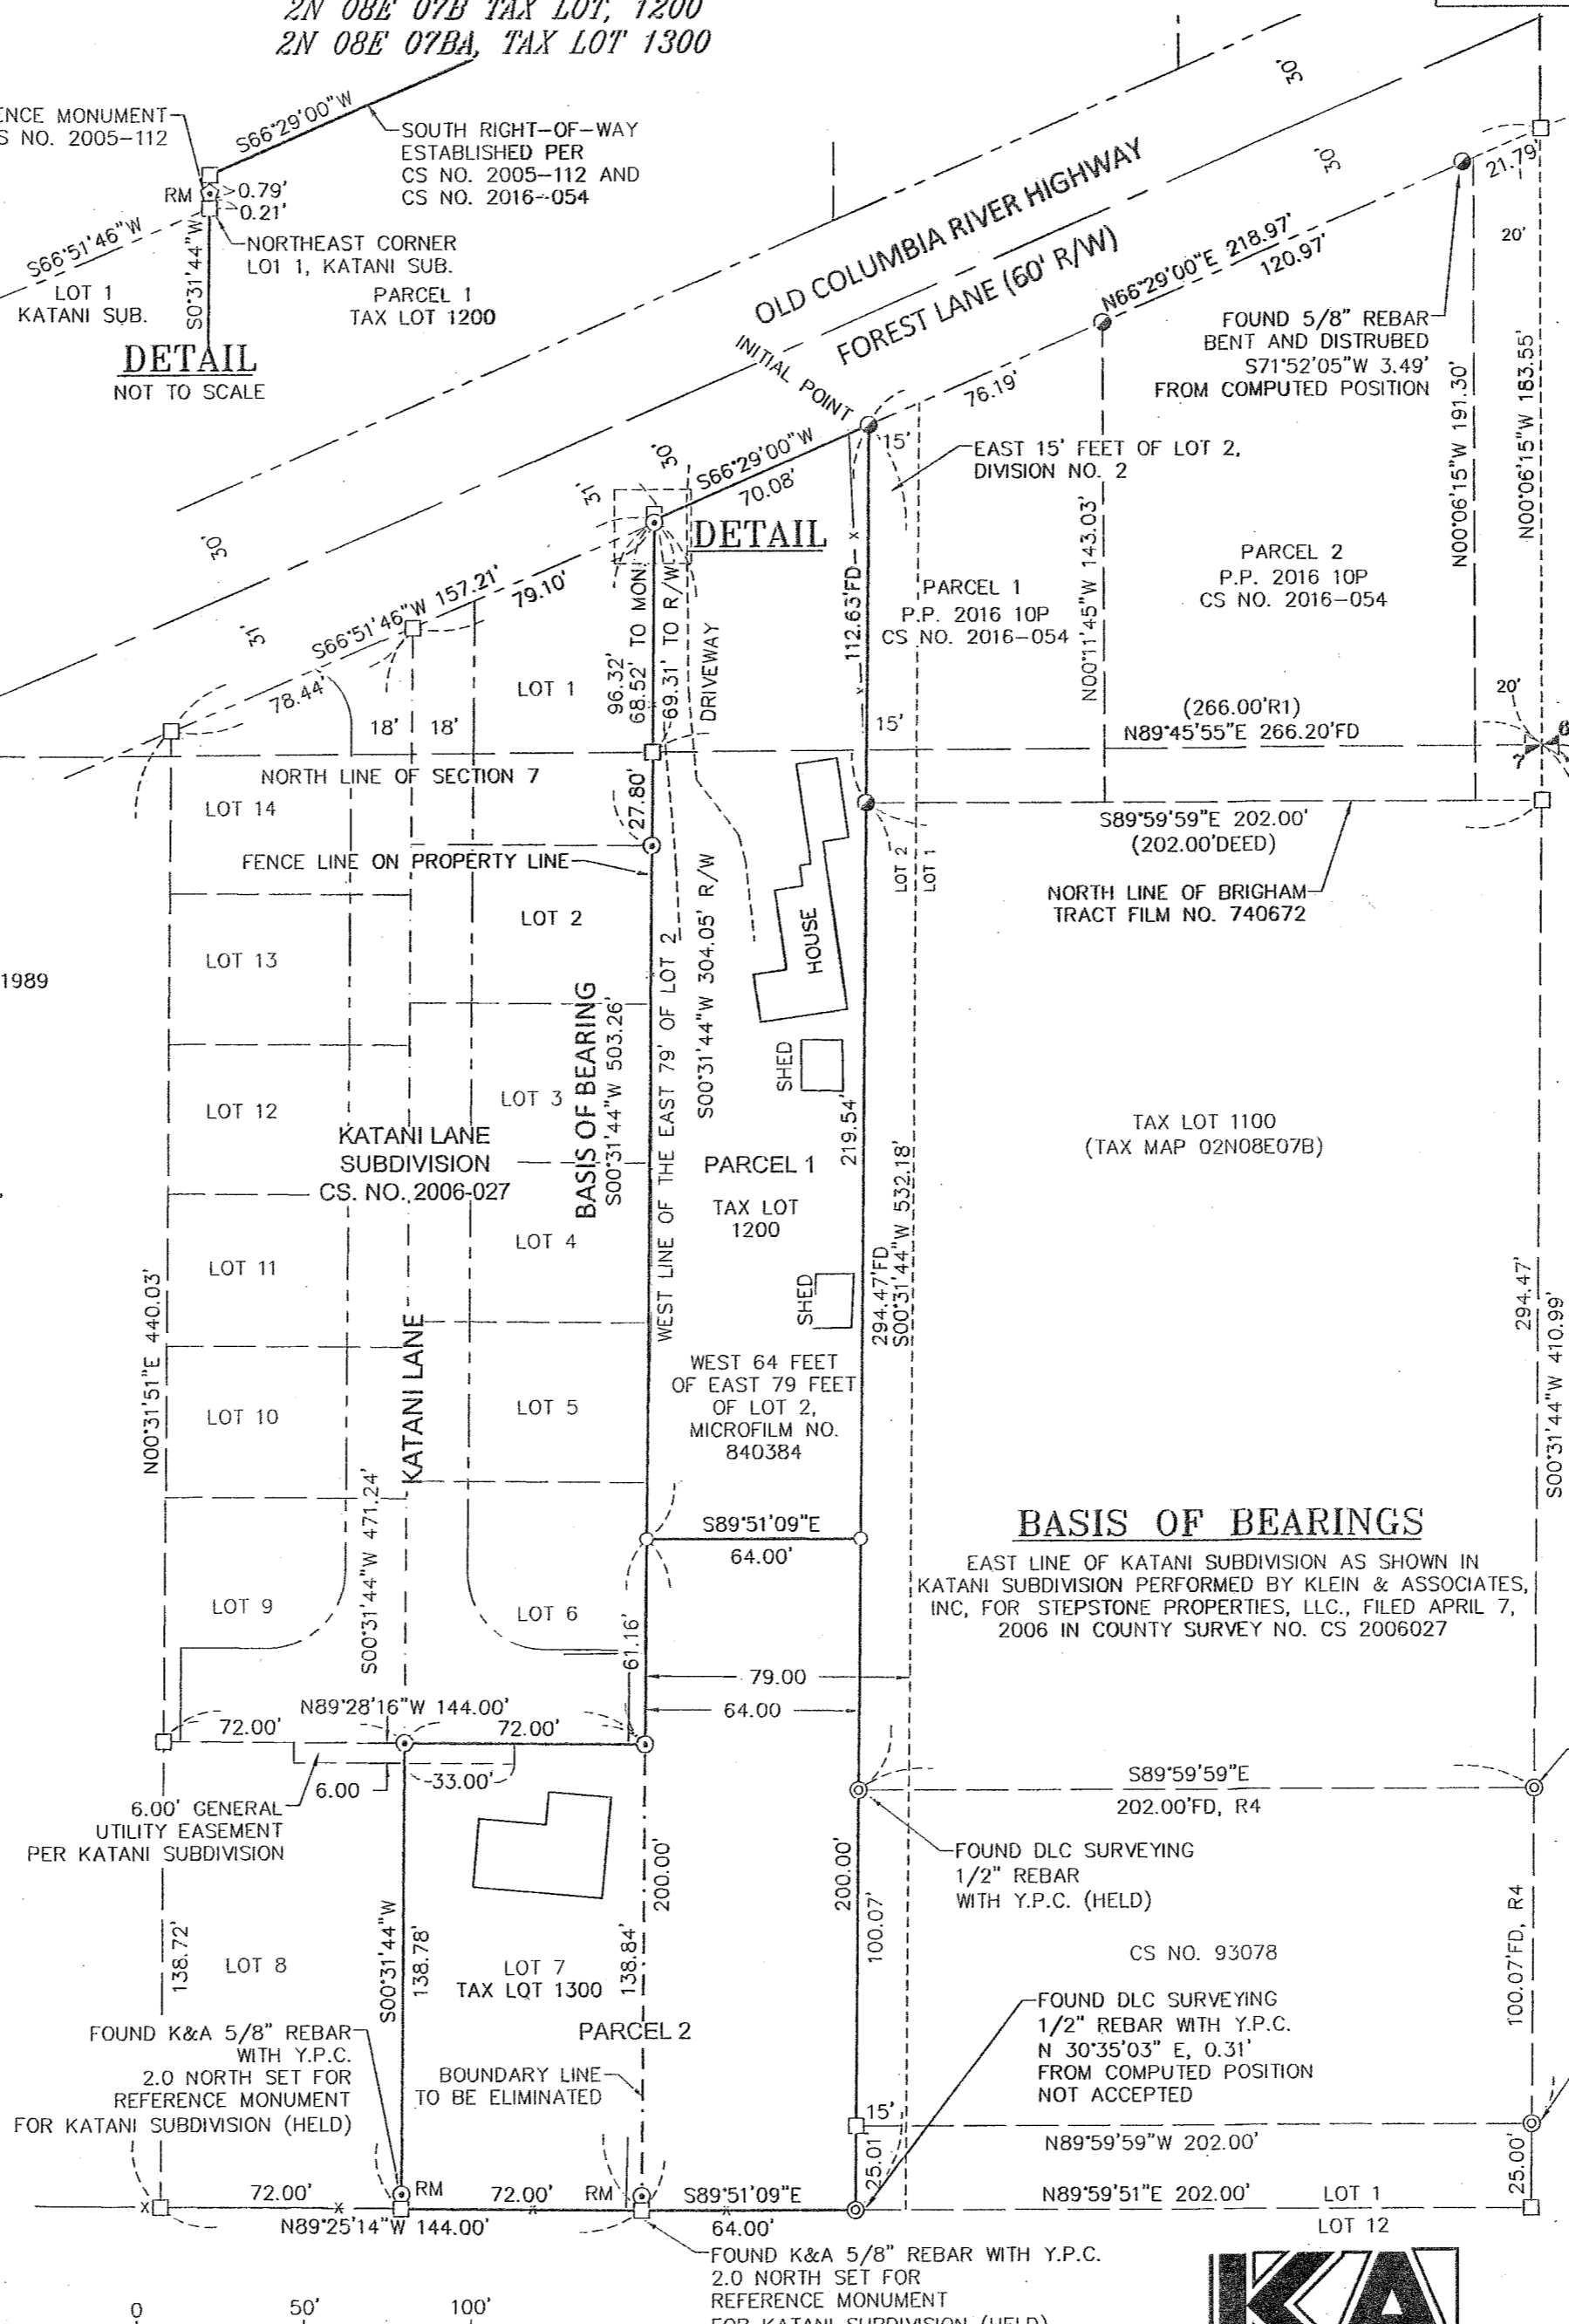 2N 08E 07B TAX LOT, 1200
2N 08E 07BA, TAX LOT 1300
ENCE MONUMENT
S NO. 2005-112
S66°29'00"W
SOUTH RIGHT-OF-WAY
ESTABLISHED PER
CS NO. 2005-112 AND
CS NO. 2016-054
RM
0.79'
0.21'
S66°51'46"W
S0°31'44"W
NORTHEAST CORNER
LO1 1, KATANI SUB.
LOT 1
KATANI SUB.
PARCEL 1
TAX LOT 1200
DETAIL
NOT TO SCALE
30'
30'
OLD COLUMBIA RIVER HIGHWAY
FOREST LANE (60' R/W)
INITIAL POINT
N66°29'00"E 218.97'
120.97'
76.19'
21.79'
20'
FOUND 5/8" REBAR
BENT AND DISTRUBED
S71°52'05"W 3.49'
FROM COMPUTED POSITION
N00°06'15"W 191.30'
N00°06'15"W 183.55'
S66°29'00"W
70.08'
15'
EAST 15' FEET OF LOT 2,
DIVISION NO. 2
30'
31'
DETAIL
30'
31'
S66°51'46"W 157.21'
79.10'
78.44'
96.32'
68.52' TO MON
69.31' TO R/W
DRIVEWAY
112.63'FD
PARCEL 1
P.P. 2016 10P
CS NO. 2016-054
N00°11'45"W 143.03'
PARCEL 2
P.P. 2016 10P
CS NO. 2016-054
LOT 1
18'
18'
15'
(266.00'R1)
N89°45'55"E 266.20'FD
20'
6
7
NORTH LINE OF SECTION 7
LOT 14
27.80'
FENCE LINE ON PROPERTY LINE
S89°59'59"E 202.00'
(202.00'DEED)
LOT 2
LOT 1
NORTH LINE OF BRIGHAM
TRACT FILM NO. 740672
LOT 2
LOT 13
1989
HOUSE
BASIS OF BEARING
S00°31'44"W 503.26'
WEST LINE OF THE EAST 79' OF LOT 2
S00°31'44"W 304.05' R/W
SHED
LOT 3
LOT 12
KATANI LANE
SUBDIVISION
CS. NO. 2006-027
219.54'
PARCEL 1
TAX LOT
1200
TAX LOT 1100
(TAX MAP 02N08E07B)
LOT 4
LOT 11
N00°31'51"E 440.03'
SHED
294.47'FD
S00°31'44"W 532.18'
294.47'
S00°31'44"W 410.99'
KATANI LANE
WEST 64 FEET
OF EAST 79 FEET
OF LOT 2,
MICROFILM NO.
840384
LOT 10
LOT 5
S00°31'44"W 471.24'
S89°51'09"E
64.00'
BASIS OF BEARINGS
EAST LINE OF KATANI SUBDIVISION AS SHOWN IN
KATANI SUBDIVISION PERFORMED BY KLEIN & ASSOCIATES,
INC, FOR STEPSTONE PROPERTIES, LLC., FILED APRIL 7,
2006 IN COUNTY SURVEY NO. CS 2006027
LOT 9
LOT 6
61.16'
79.00
64.00
N89°28'16"W 144.00'
72.00'
72.00'
33.00'
6.00
6.00' GENERAL
UTILITY EASEMENT
PER KATANI SUBDIVISION
S89°59'59"E
202.00'FD, R4
FOUND DLC SURVEYING
1/2" REBAR
WITH Y.P.C. (HELD)
200.00'
200.00'
100.07'
100.07'FD, R4
CS NO. 93078
138.72'
LOT 8
S00°31'44"W
138.78'
LOT 7
TAX LOT 1300
138.84'
PARCEL 2
FOUND DLC SURVEYING
1/2" REBAR WITH Y.P.C.
N 30°35'03" E, 0.31'
FROM COMPUTED POSITION
NOT ACCEPTED
FOUND K&A 5/8" REBAR
WITH Y.P.C.
2.0 NORTH SET FOR
REFERENCE MONUMENT
FOR KATANI SUBDIVISION (HELD)
BOUNDARY LINE
TO BE ELIMINATED
15'
25.01
N89°59'59"W 202.00'
25.00'
72.00'
RM
72.00'
RM
S89°51'09"E
64.00'
N89°59'51"E 202.00'
LOT 1
LOT 12
N89°25'14"W 144.00'
FOUND K&A 5/8" REBAR WITH Y.P.C.
2.0 NORTH SET FOR
REFERENCE MONUMENT
FOR KATANI SUBDIVISION (HELD)
0
50'
100'
KA